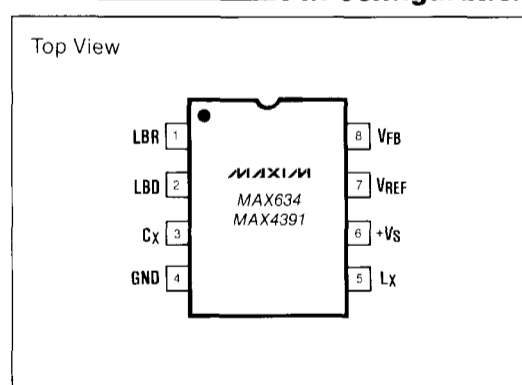 Top View
LBR 1
LBD 2
CX 3
GND 4
MAXIM
MAX634
MAX4391
8 VFB
7 VREF
6 +VS
5 LX